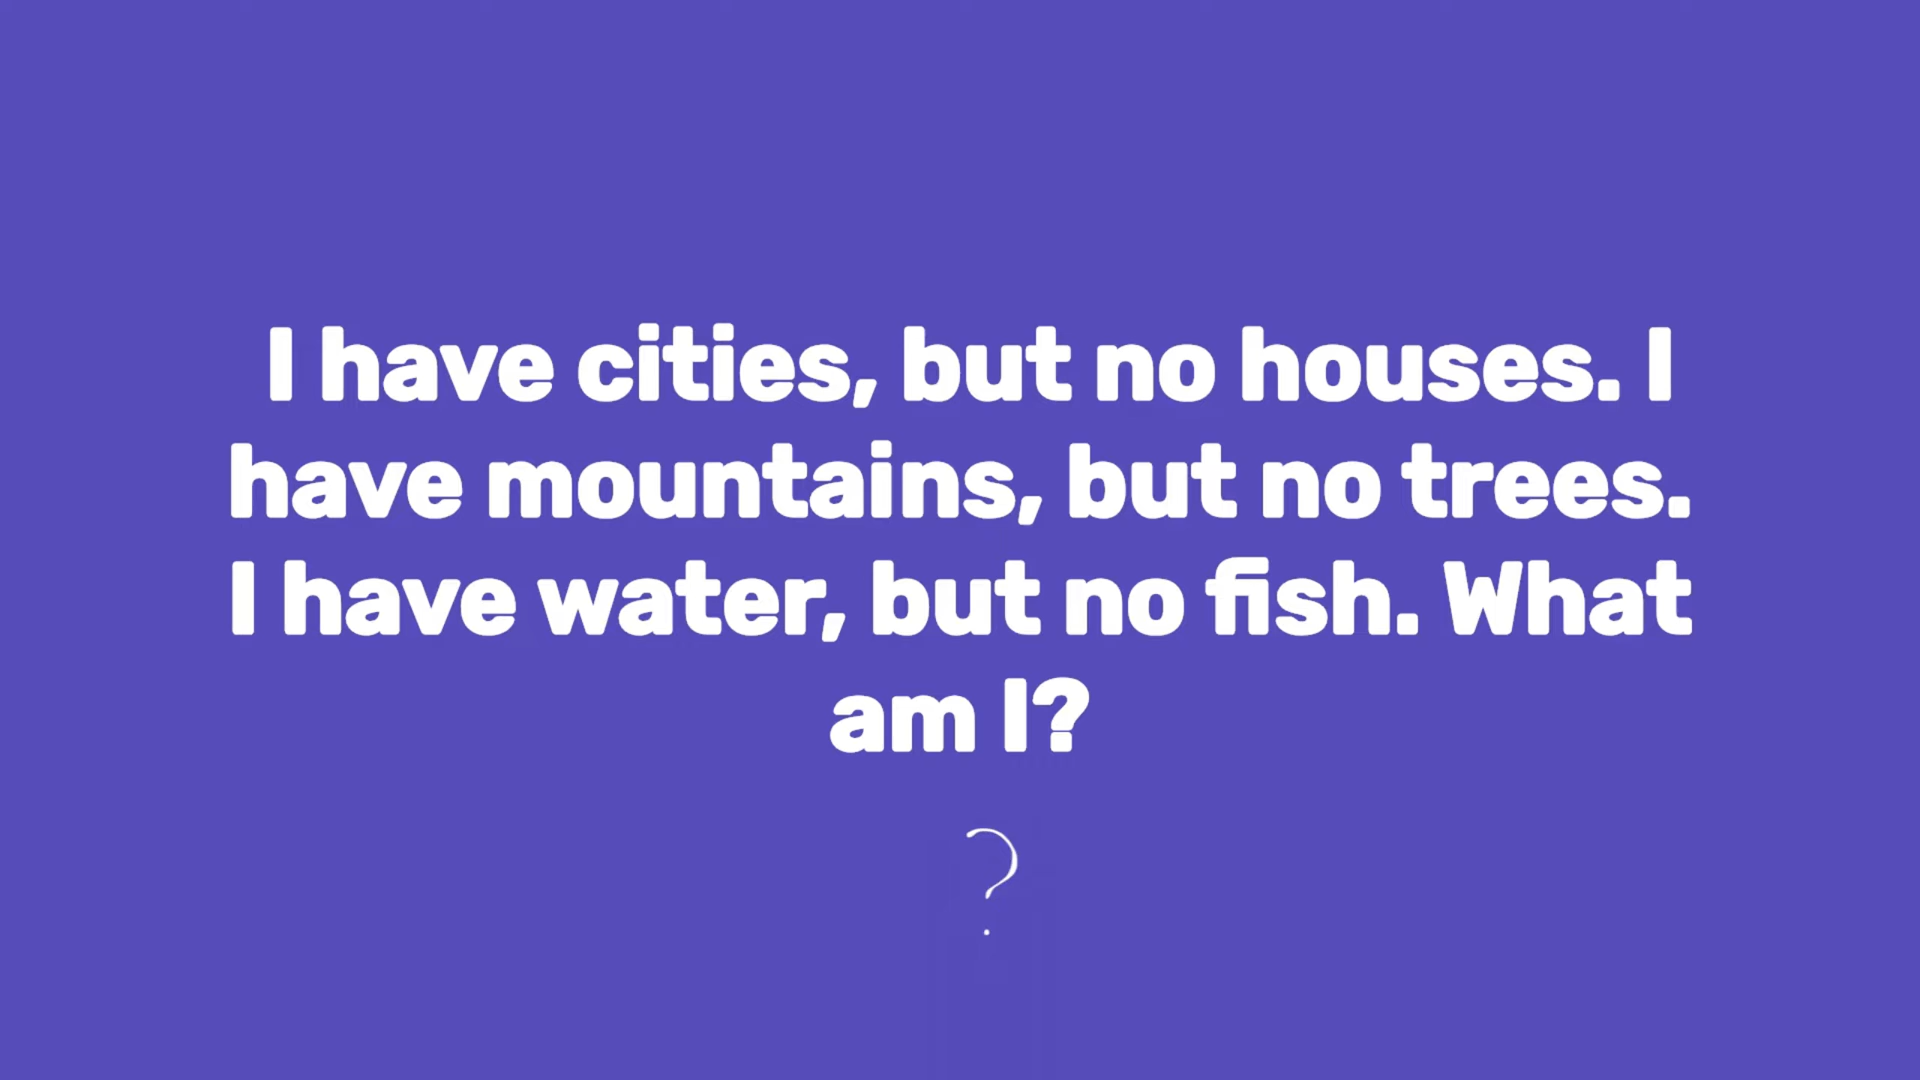 I have cities, but no houses. I
have mountains, but no trees.
I have water, but no fish. What
am I?
?